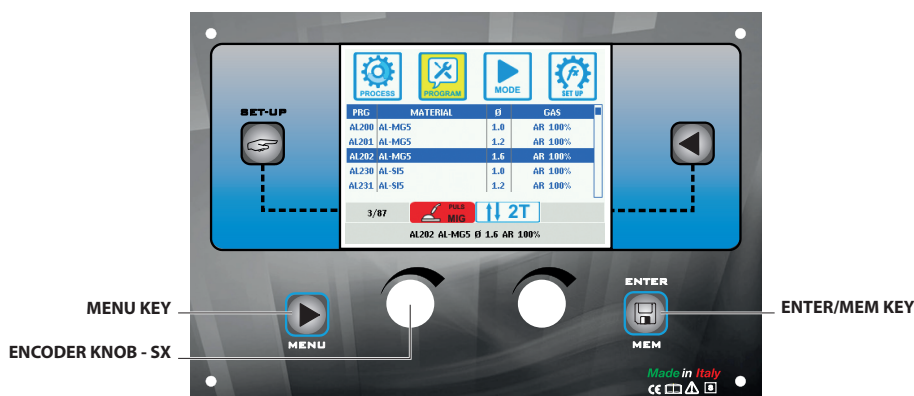 PROCESS
PROGRAM
MODE
fx
SET UP
SET-UP
PRG MATERIAL Ø GAS
AL200 AL-MG5 1.0 AR 100%
AL201 AL-MG5 1.2 AR 100%
AL202 AL-MG5 1.6 AR 100%
AL230 AL-SI5 1.0 AR 100%
AL231 AL-SI5 1.2 AR 100%
3/87 PULS MIG 2T
AL202 AL-MG5 Ø 1.6 AR 100%
ENTER
MENU KEY
ENTER/MEM KEY
MENU
MEM
ENCODER KNOB - SX
Made in Italy
CE